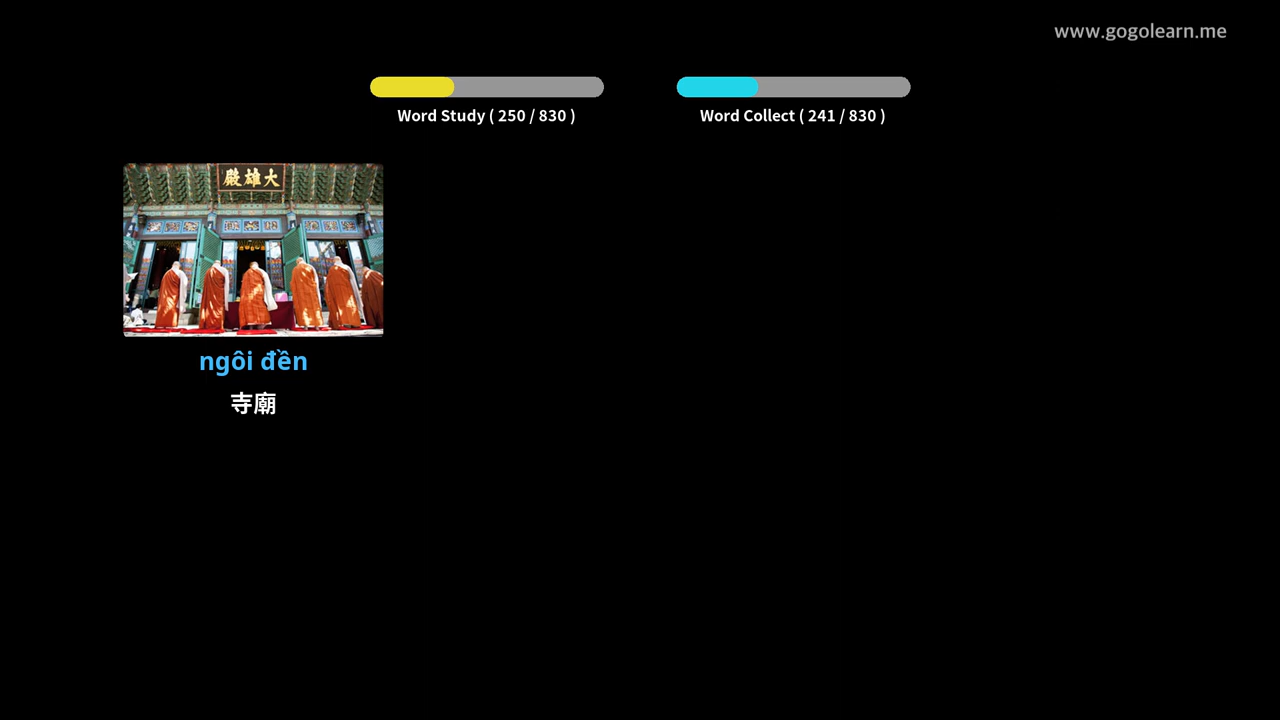 www.gogolearn.me
Word Study ( 250 / 830 )
Word Collect ( 241 / 830 )
殿雄大
ngôi đền
寺廟